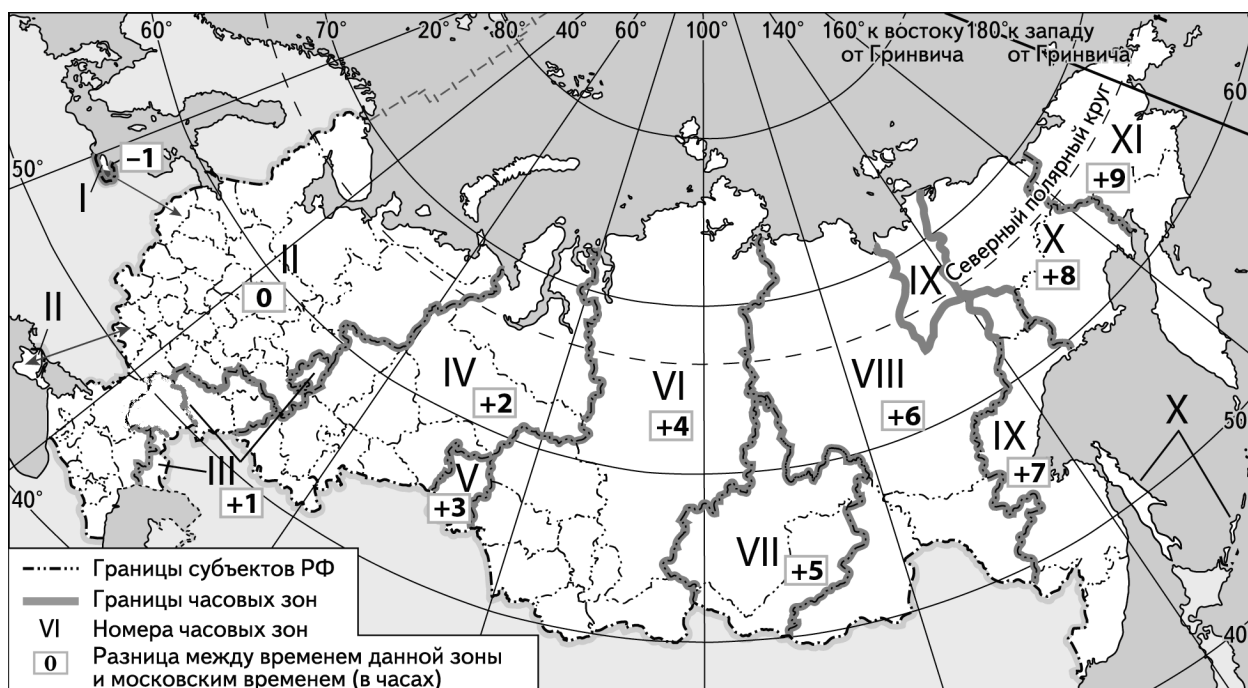 60° 70° 20° 80° 40° 60° 100° 140° 160° к востоку от Гринвича 180° к западу от Гринвича
60
50°
–1
I
Северный полярный круг
XI
+9
II
0
X
+8
IX
II
IV
+2
VI
+4
VIII
+6
X
50
IX
+7
V
+3
III
+1
40°
VII
+5
40
Границы субъектов РФ
Границы часовых зон
VI Номера часовых зон
0 Разница между временем данной зоны
и московским временем (в часах)